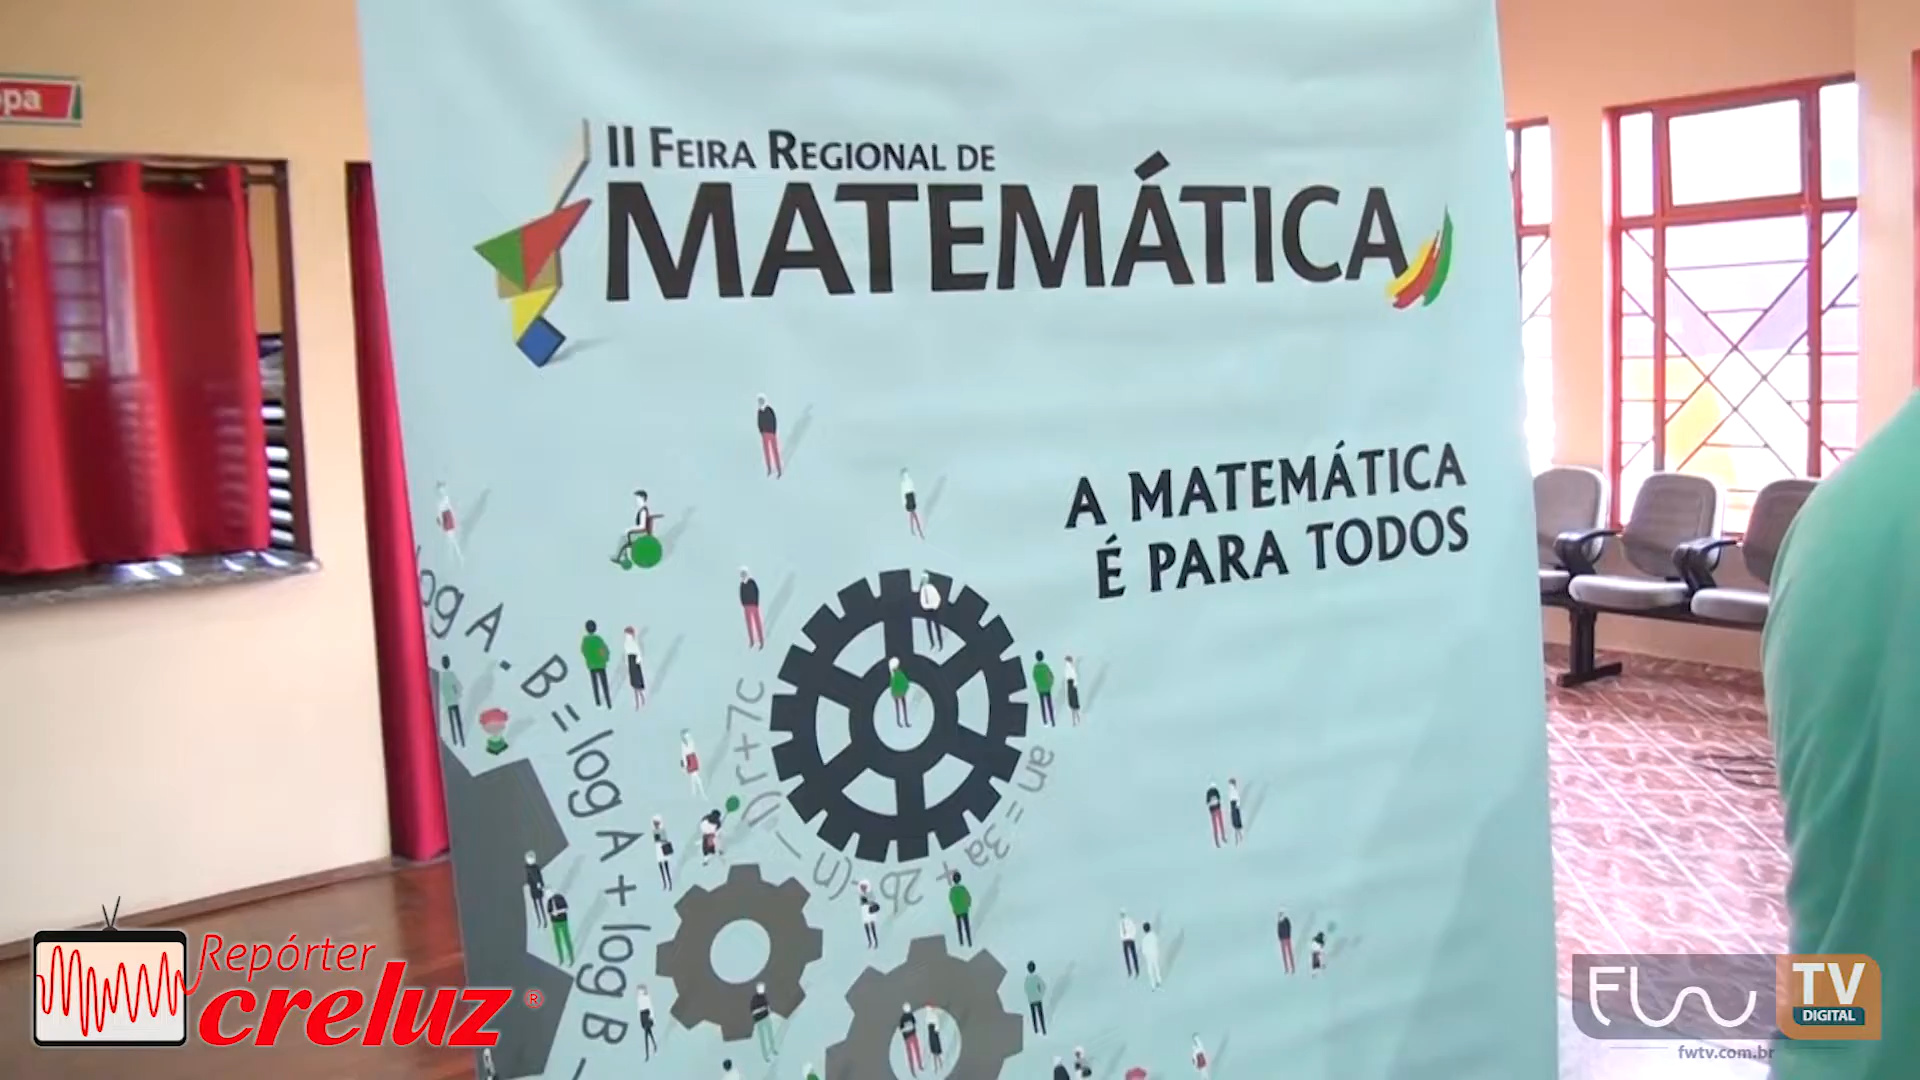 opa
II FEIRA REGIONAL DE
MATEMÁTICA
A MATEMÁTICA
É PARA TODOS
log A . B = log A + log B -
an = 3a + 2b -(n - 1)r+7c
Repórter
creluz®
FW TV
DIGITAL
fwtv.com.br